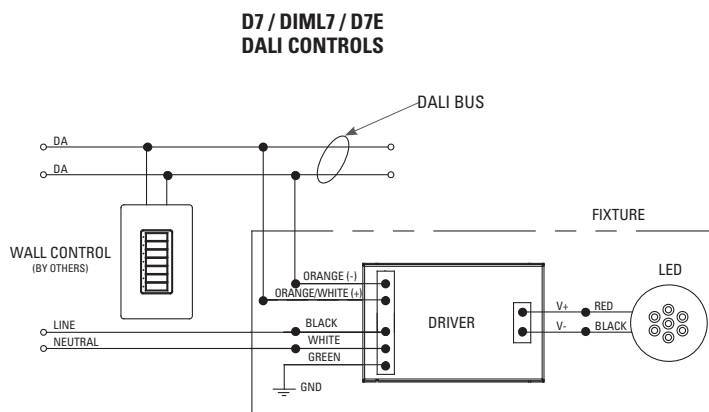 D7 / DIML7 / D7E
DALI CONTROLS
DALI BUS
DA
DA
FIXTURE
WALL CONTROL
(BY OTHERS)
LED
ORANGE (-)
ORANGE/WHITE (+)
V+
RED
LINE
BLACK
DRIVER
V-
BLACK
NEUTRAL
WHITE
GREEN
GND